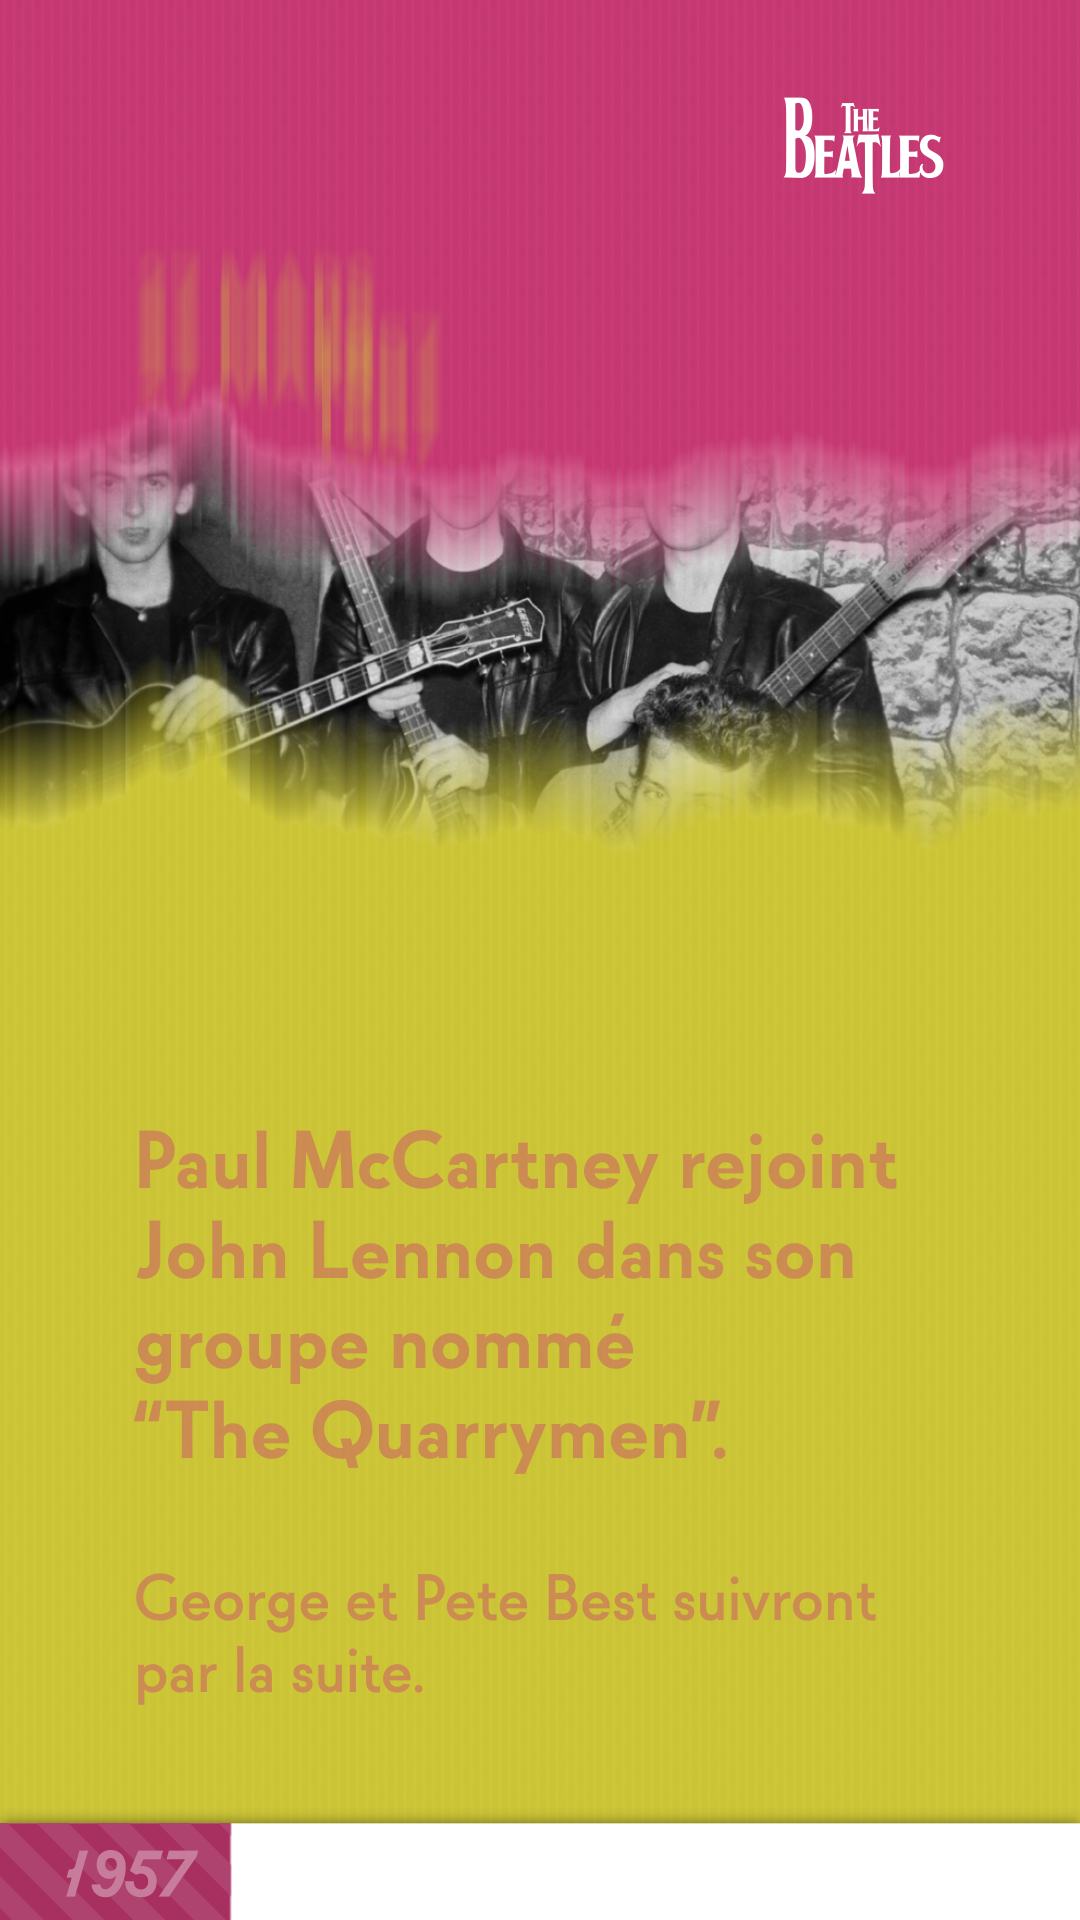 THE
BEATLES
Paul McCartney rejoint
John Lennon dans son
groupe nommé
“The Quarrymen”.
George et Pete Best suivront
par la suite.
1957